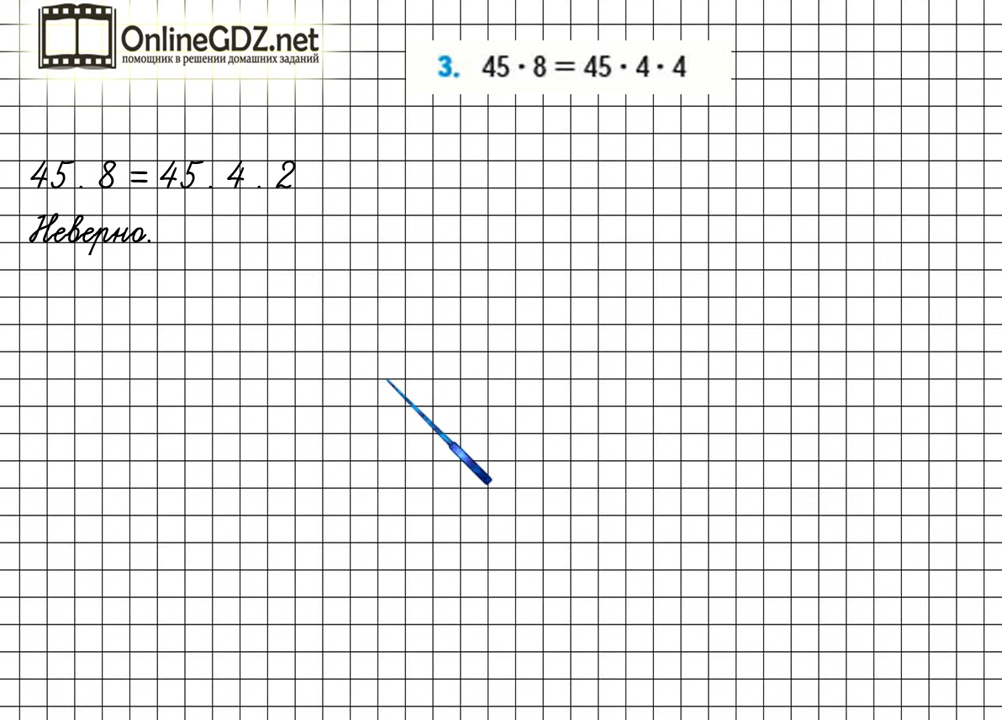 OnlineGDZ.net
помощник в решении домашних заданий
3. 45 · 8 = 45 · 4 · 4
45 . 8 = 45 . 4 . 2
Неверно.